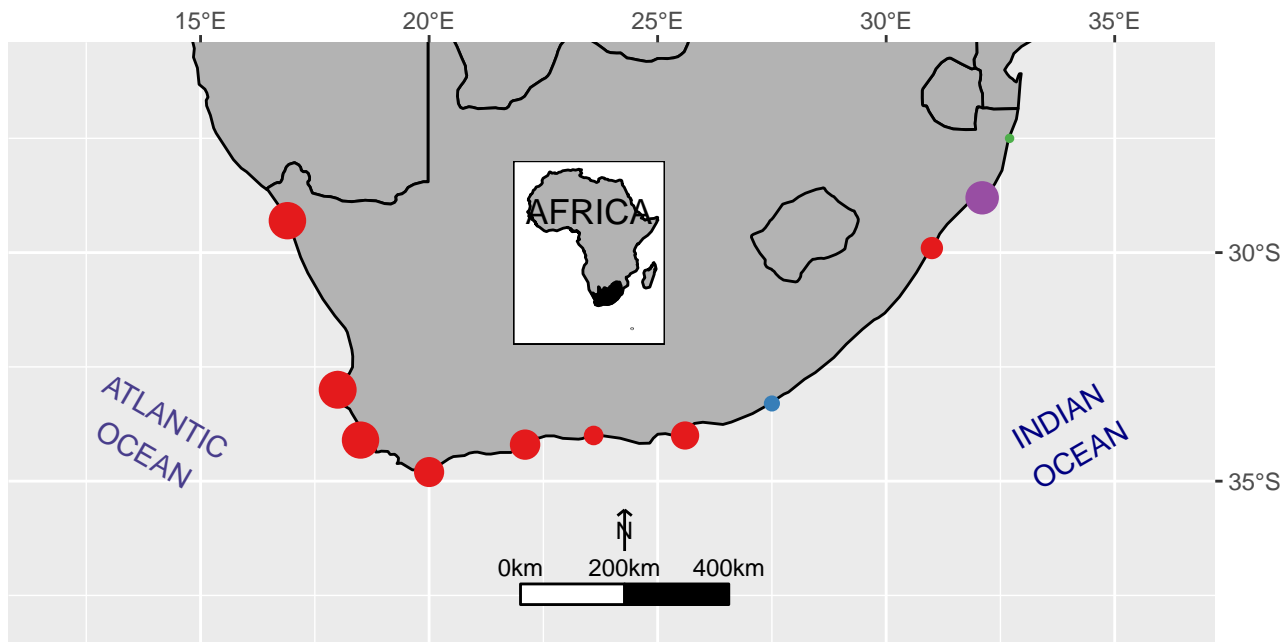 15°E 20°E 25°E 30°E 35°E
AFRICA
30°S
ATLANTIC
OCEAN
INDIAN
OCEAN
35°S
N
0km 200km 400km